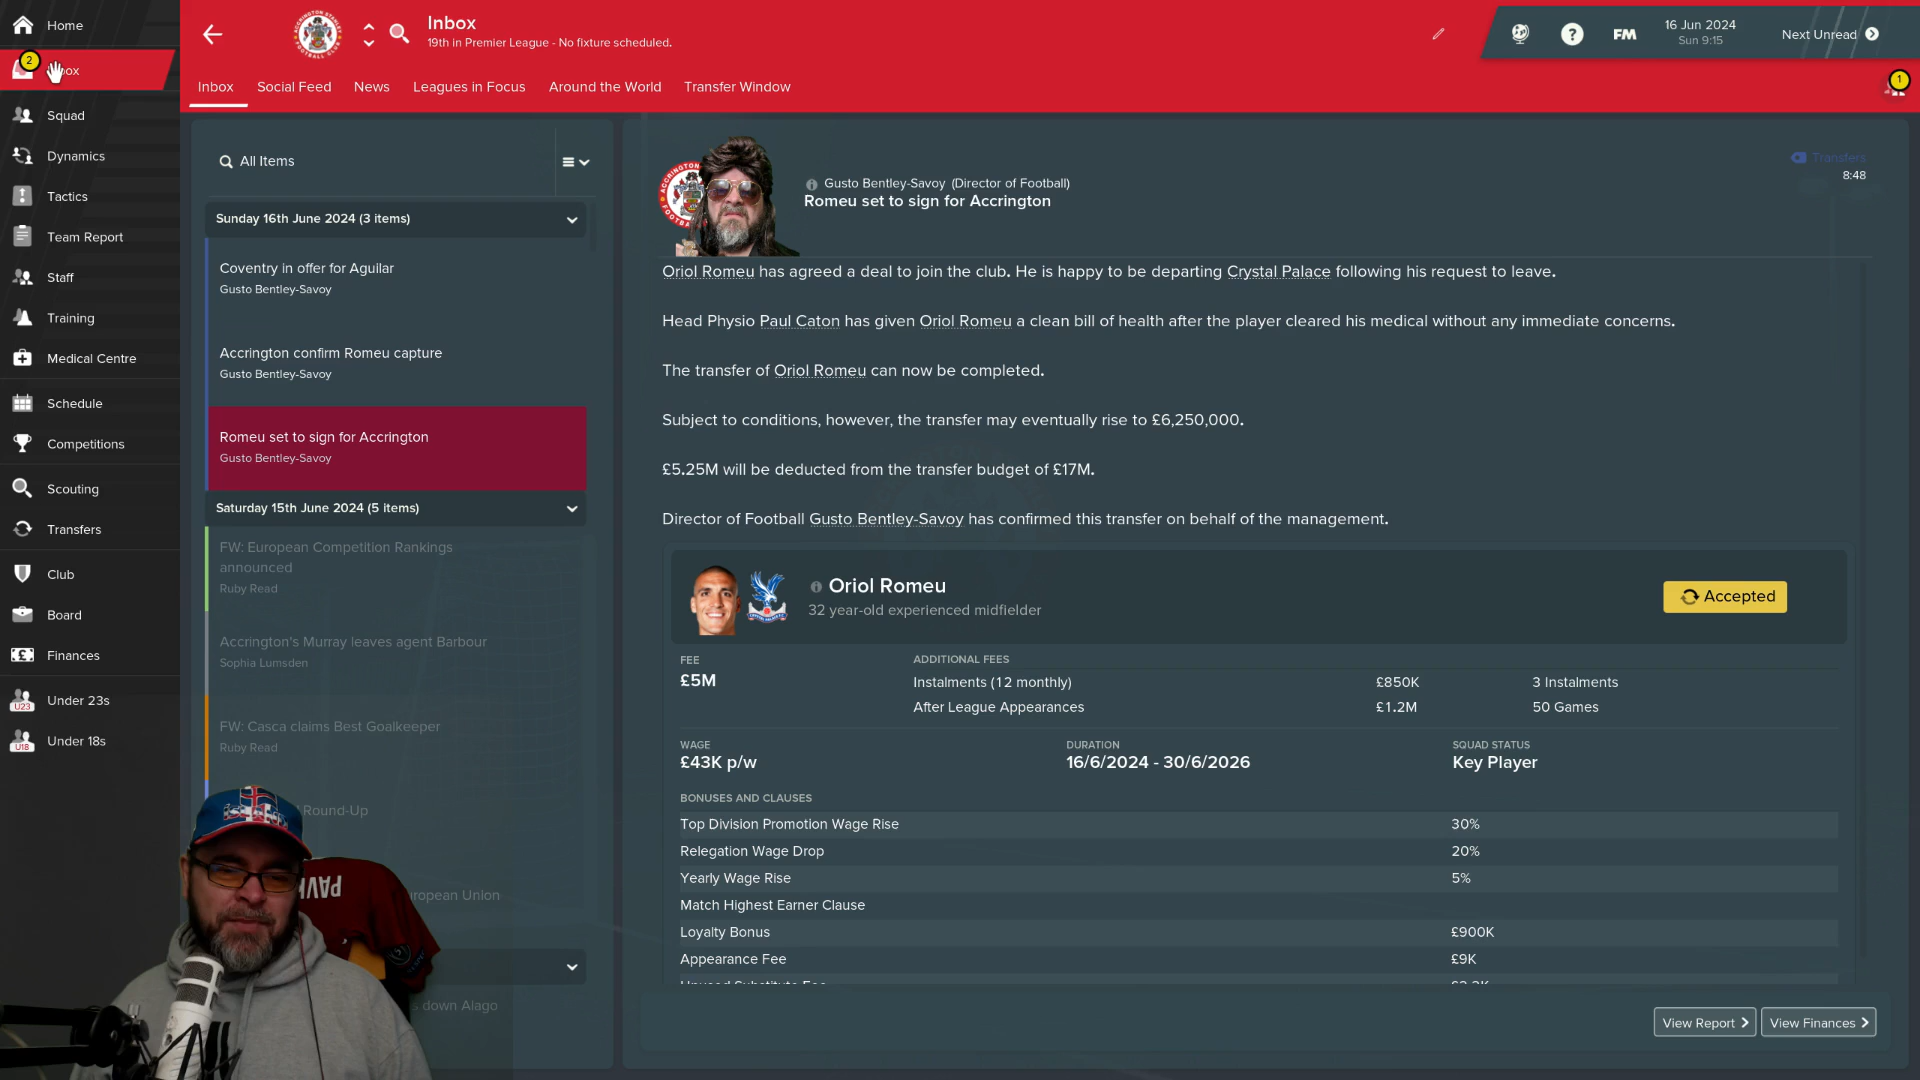 Home
2
Inbox
Squad
Dynamics
Tactics
Team Report
Staff
Training
Medical Centre
Schedule
Competitions
Scouting
Transfers
Club
Board
Finances
U23
Under 23s
U18
Under 18s
Inbox
19th in Premier League - No fixture scheduled.
?
FM
16 Jun 2024
Sun 9:15
Next Unread
Inbox
Social Feed
News
Leagues in Focus
Around the World
Transfer Window
1
All Items
Sunday 16th June 2024 (3 items)
Coventry in offer for Aguilar
Gusto Bentley-Savoy
Accrington confirm Romeu capture
Gusto Bentley-Savoy
Romeu set to sign for Accrington
Gusto Bentley-Savoy
Saturday 15th June 2024 (5 items)
FW: European Competition Rankings
announced
Ruby Read
Accrington's Murray leaves agent Barbour
Sophia Lumsden
FW: Casca claims Best Goalkeeper
Ruby Read
Round-Up
European Union
down Alago
Gusto Bentley-Savoy (Director of Football)
Romeu set to sign for Accrington
Transfers
8:48
Oriol Romeu has agreed a deal to join the club. He is happy to be departing Crystal Palace following his request to leave.
Head Physio Paul Caton has given Oriol Romeu a clean bill of health after the player cleared his medical without any immediate concerns.
The transfer of Oriol Romeu can now be completed.
Subject to conditions, however, the transfer may eventually rise to £6,250,000.
£5.25M will be deducted from the transfer budget of £17M.
Director of Football Gusto Bentley-Savoy has confirmed this transfer on behalf of the management.
Oriol Romeu
32 year-old experienced midfielder
Accepted
FEE
£5M
ADDITIONAL FEES
Instalments (12 monthly) £850K 3 Instalments
After League Appearances £1.2M 50 Games
WAGE
£43K p/w
DURATION
16/6/2024 - 30/6/2026
SQUAD STATUS
Key Player
BONUSES AND CLAUSES
Top Division Promotion Wage Rise 30%
Relegation Wage Drop 20%
Yearly Wage Rise 5%
Match Highest Earner Clause
Loyalty Bonus £900K
Appearance Fee £9K
View Report
View Finances